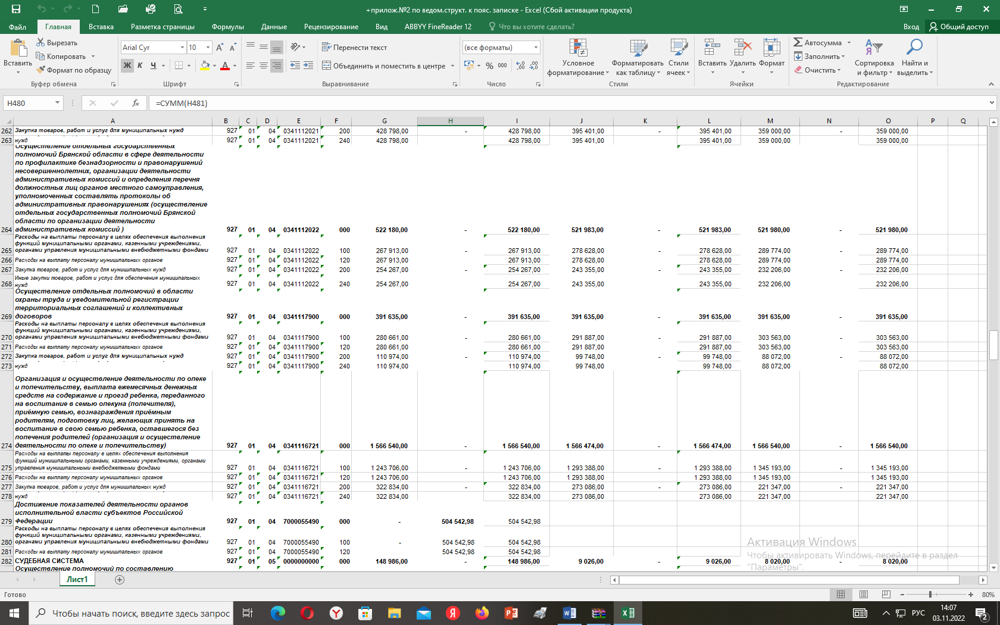 +прилож.№2 по ведом.структ. к пояс. записке - Excel (Сбой активации продукта)
Файл Главная Вставка Разметка страницы Формулы Данные Рецензирование Вид ABBYY FineReader 12 Что вы хотите сделать? Вход Общий доступ
Вставить Вырезать Копировать Формат по образцу Буфер обмена
Arial Cyr 10 Ж К Ч Шрифт
Перенести текст Объединить и поместить в центре Выравнивание
(все форматы) % 000 Число
Условное форматирование Форматировать как таблицу Стили ячеек Стили
Вставить Удалить Формат Ячейки
Автосумма Заполнить Очистить Сортировка и фильтр Найти и выделить Редактирование
H480 fx =СУММ(H481)
A B C D E F G H I J K L M N O P Q
262 Закупка товаров, работ и услуг для муниципальных нужд 927 01 04 0341112021 200 428 798,00 - 428 798,00 395 401,00 - 395 401,00 359 000,00 - 359 000,00
263 нужд 927 01 04 0341112021 240 428 798,00 428 798,00 395 401,00 395 401,00 359 000,00 359 000,00
Осуществление отдельных государственных
полномочий Брянской области в сфере деятельности
по профилактике безнадзорности и правонарушений
несовершеннолетних, организации деятельности
административных комиссий и определения перечня
должностных лиц органов местного самоуправления,
уполномоченных составлять протоколы об
административных правонарушениях (осуществление
отдельных государственных полномочий Брянской
области по организации деятельности
264 административных комиссий ) 927 01 04 0341112022 000 522 180,00 - 522 180,00 521 983,00 - 521 983,00 521 980,00 - 521 980,00
Расходы на выплаты персоналу в целях обеспечения выполнения
функций муниципальными органами, казенными учреждениями,
265 органами управления муниципальными внебюджетными фондами 927 01 04 0341112022 100 267 913,00 - 267 913,00 278 628,00 - 278 628,00 289 774,00 - 289 774,00
266 Расходы на выплату персоналу муниципальных органов 927 01 04 0341112022 120 267 913,00 267 913,00 278 628,00 278 628,00 289 774,00 289 774,00
267 Закупка товаров, работ и услуг для муниципальных нужд 927 01 04 0341112022 200 254 267,00 - 254 267,00 243 355,00 - 243 355,00 232 206,00 - 232 206,00
Иные закупки товаров, работ и услуг для обеспечения муниципальных
268 нужд 927 01 04 0341112022 240 254 267,00 254 267,00 243 355,00 243 355,00 232 206,00 232 206,00
Осуществление отдельных полномочий в области
охраны труда и уведомительной регистрации
территориальных соглашений и коллективных
269 договоров 927 01 04 0341117900 000 391 635,00 - 391 635,00 391 635,00 - 391 635,00 391 635,00 - 391 635,00
Расходы на выплаты персоналу в целях обеспечения выполнения
функций муниципальными органами, казенными учреждениями,
270 органами управления муниципальными внебюджетными фондами 927 01 04 0341117900 100 280 661,00 - 280 661,00 291 887,00 - 291 887,00 303 563,00 - 303 563,00
271 Расходы на выплату персоналу муниципальных органов 927 01 04 0341117900 120 280 661,00 280 661,00 291 887,00 291 887,00 303 563,00 303 563,00
272 Закупка товаров, работ и услуг для муниципальных нужд 927 01 04 0341117900 200 110 974,00 - 110 974,00 99 748,00 - 99 748,00 88 072,00 - 88 072,00
273 нужд 927 01 04 0341117900 240 110 974,00 110 974,00 99 748,00 99 748,00 88 072,00 88 072,00
Организация и осуществление деятельности по опеке
и попечительству, выплата ежемесячных денежных
средств на содержание и проезд ребенка, переданного
на воспитание в семью опекуна (попечителя),
приёмную семью, вознаграждения приёмным
родителям, подготовку лиц, желающих принять на
воспитание в свою семью ребенка, оставшегося без
попечения родителей (организация и осуществление
274 деятельности по опеке и попечительству) 927 01 04 0341116721 000 1 566 540,00 - 1 566 540,00 1 566 474,00 - 1 566 474,00 1 566 540,00 - 1 566 540,00
Расходы на выплаты персоналу в целях обеспечения выполнения
функций муниципальными органами, казенными учреждениями, органами
275 управления муниципальными внебюджетными фондами 927 01 04 0341116721 100 1 243 706,00 - 1 243 706,00 1 293 388,00 - 1 293 388,00 1 345 193,00 - 1 345 193,00
276 Расходы на выплату персоналу муниципальных органов 927 01 04 0341116721 120 1 243 706,00 1 243 706,00 1 293 388,00 1 293 388,00 1 345 193,00 1 345 193,00
277 Закупка товаров, работ и услуг для муниципальных нужд 927 01 04 0341116721 200 322 834,00 - 322 834,00 273 086,00 - 273 086,00 221 347,00 - 221 347,00
278 нужд 927 01 04 0341116721 240 322 834,00 322 834,00 273 086,00 273 086,00 221 347,00 221 347,00
Достижение показателей деятельности органов
исполнительной власти субъектов Российской
279 Федерации 927 01 04 7000055490 000 - 504 542,98 504 542,98
Расходы на выплаты персоналу в целях обеспечения выполнения
функций муниципальными органами, казенными учреждениями,
280 органами управления муниципальными внебюджетными фондами 927 01 04 7000055490 100 - 504 542,98 504 542,98
281 Расходы на выплату персоналу муниципальных органов 927 01 04 7000055490 120 504 542,98 504 542,98
282 СУДЕБНАЯ СИСТЕМА 927 01 05 0000000000 000 148 986,00 - 148 986,00 9 026,00 - 9 026,00 8 020,00 - 8 020,00
Осуществление полномочий по составлению
Активация Windows
Чтобы активировать Windows, перейдите в раздел
"Параметры".
Лист1
Готово 80%
Чтобы начать поиск, введите здесь запрос РУС 14:07
03.11.2022 2